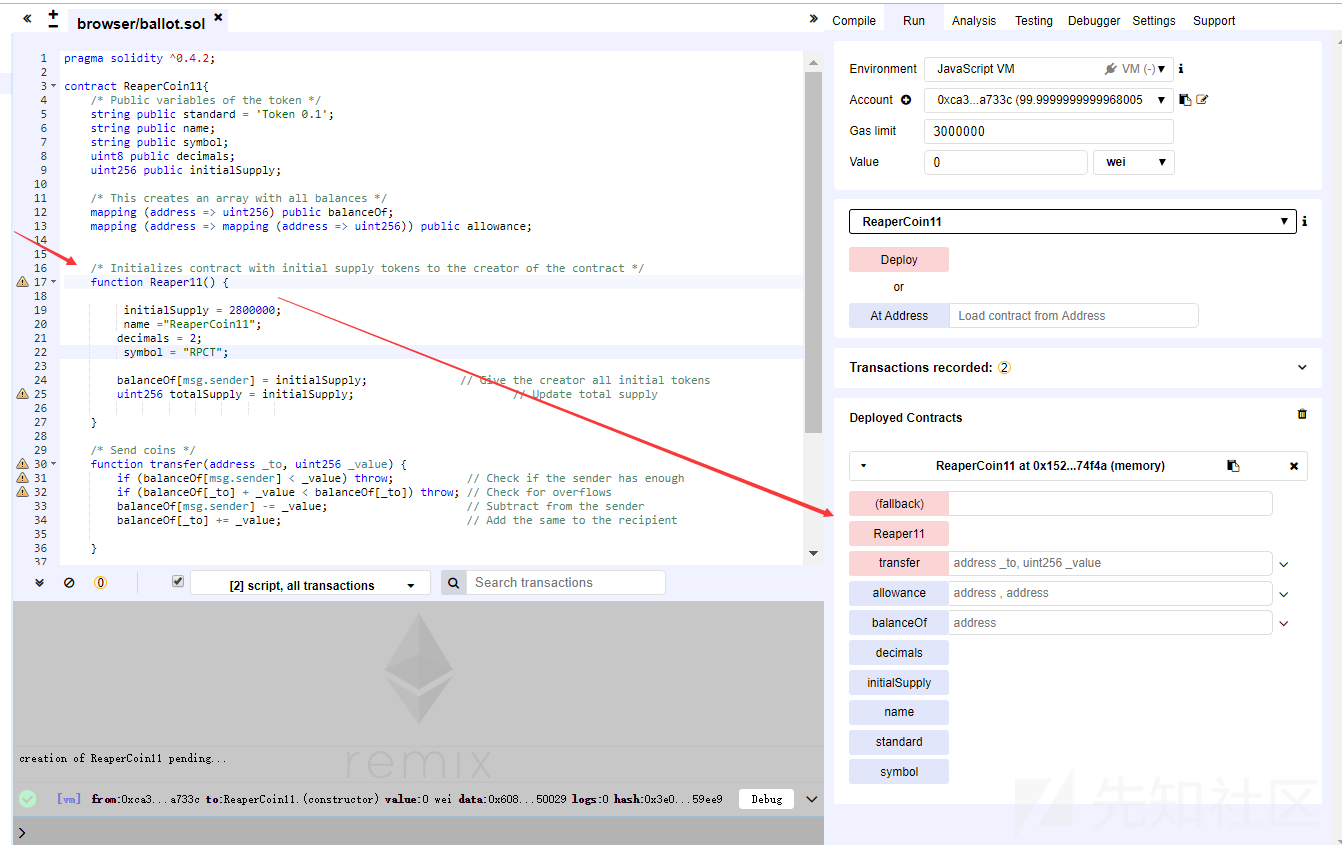 browser/ballot.sol
1 pragma solidity ^0.4.2;
2
3 contract ReaperCoin11{
4 /* Public variables of the token */
5 string public standard = 'Token 0.1';
6 string public name;
7 string public symbol;
8 uint8 public decimals;
9 uint256 public initialSupply;
10
11 /* This creates an array with all balances */
12 mapping (address => uint256) public balanceOf;
13 mapping (address => mapping (address => uint256)) public allowance;
14
15
16 /* Initializes contract with initial supply tokens to the creator of the contract */
17 function Reaper11() {
18
19 initialSupply = 2800000;
20 name ="ReaperCoin11";
21 decimals = 2;
22 symbol = "RPCT";
23
24 balanceOf[msg.sender] = initialSupply; // Give the creator all initial tokens
25 uint256 totalSupply = initialSupply; // Update total supply
26
27 }
28
29 /* Send coins */
30 function transfer(address _to, uint256 _value) {
31 if (balanceOf[msg.sender] < _value) throw; // Check if the sender has enough
32 if (balanceOf[_to] + _value < balanceOf[_to]) throw; // Check for overflows
33 balanceOf[msg.sender] -= _value; // Subtract from the sender
34 balanceOf[_to] += _value; // Add the same to the recipient
35
36 }
37
0 [2] script, all transactions Search transactions
remix
creation of ReaperCoin11 pending...
[vm] from:0xca3...a733c to:ReaperCoin11.(constructor) value:0 wei data:0x608...50029 logs:0 hash:0x3e0...59ee9 Debug
Compile Run Analysis Testing Debugger Settings Support
Environment JavaScript VM VM (-)
Account 0xca3...a733c (99.9999999999968005
Gas limit 3000000
Value 0 wei
ReaperCoin11
Deploy
or
At Address Load contract from Address
Transactions recorded: 2
Deployed Contracts
ReaperCoin11 at 0x152...74f4a (memory)
(fallback)
Reaper11
transfer address _to, uint256 _value
allowance address , address
balanceOf address
decimals
initialSupply
name
standard
symbol
先知社区